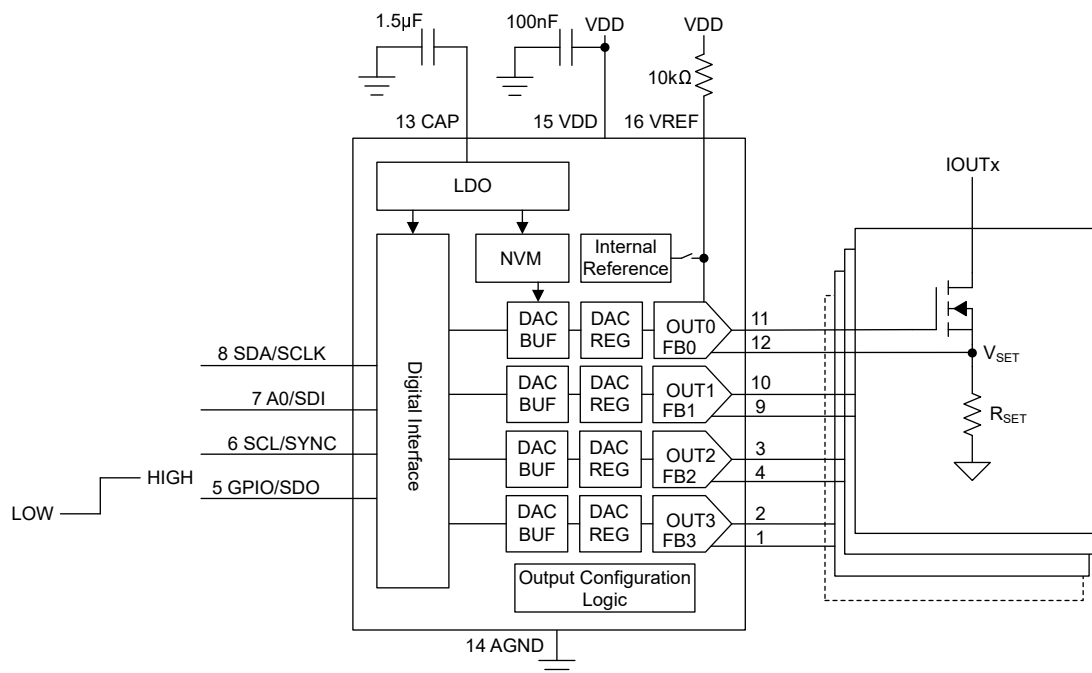 1.5µF
100nF
VDD
VDD
10kΩ
13 CAP
15 VDD
16 VREF
IOUTx
LDO
NVM
Internal
Reference
DAC
BUF
DAC
REG
OUT0
FB0
11
12
VSET
8 SDA/SCLK
Digital Interface
DAC
BUF
DAC
REG
OUT1
FB1
10
9
RSET
7 A0/SDI
6 SCL/SYNC
DAC
BUF
DAC
REG
OUT2
FB2
3
4
HIGH
LOW
5 GPIO/SDO
DAC
BUF
DAC
REG
OUT3
FB3
2
1
Output Configuration
Logic
14 AGND